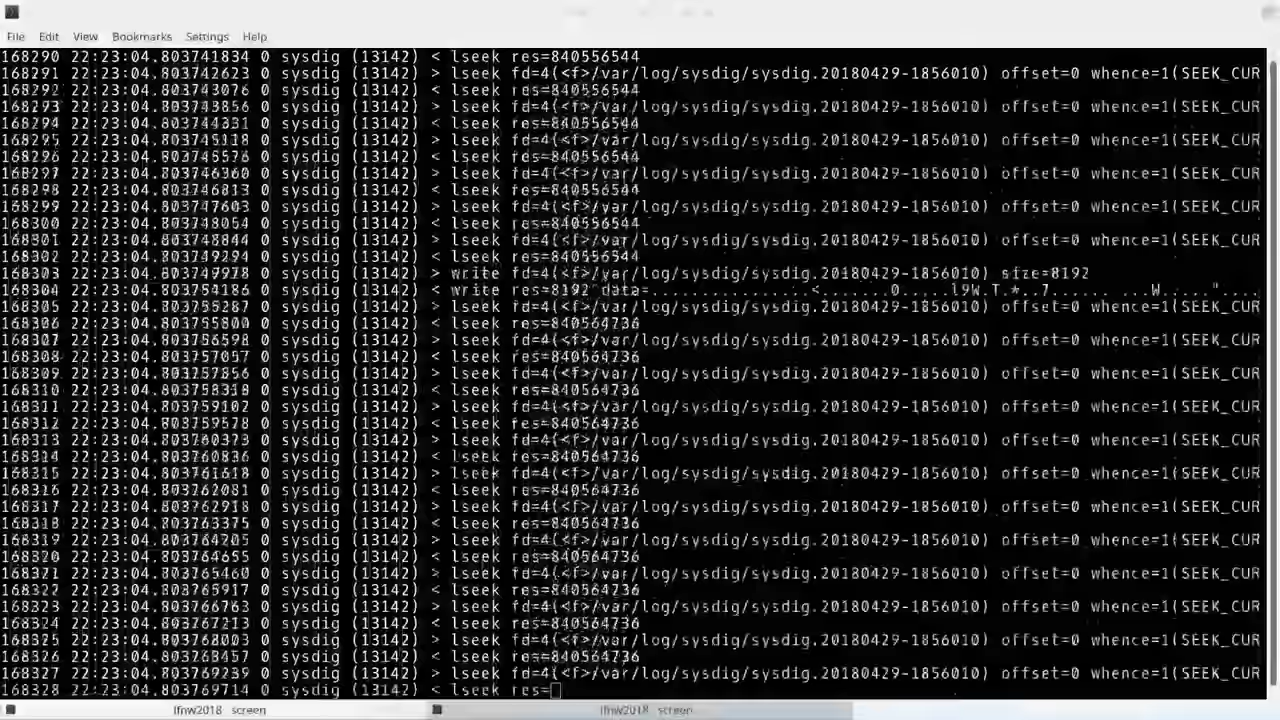 File Edit View Bookmarks Settings Help
168290 22:23:04.803741834 0 sysdig (13142) < lseek res=840556544
168291 22:23:04.803742623 0 sysdig (13142) > lseek fd=4(<f>/var/log/sysdig/sysdig.20180429-1856010) offset=0 whence=1(SEEK_CUR
168292 22:23:04.803743076 0 sysdig (13142) < lseek res=840556544
168293 22:23:04.803743856 0 sysdig (13142) > lseek fd=4(<f>/var/log/sysdig/sysdig.20180429-1856010) offset=0 whence=1(SEEK_CUR
168294 22:23:04.803744331 0 sysdig (13142) < lseek res=840556544
168295 22:23:04.803745118 0 sysdig (13142) > lseek fd=4(<f>/var/log/sysdig/sysdig.20180429-1856010) offset=0 whence=1(SEEK_CUR
168296 22:23:04.803745576 0 sysdig (13142) < lseek res=840556544
168297 22:23:04.803746360 0 sysdig (13142) > lseek fd=4(<f>/var/log/sysdig/sysdig.20180429-1856010) offset=0 whence=1(SEEK_CUR
168298 22:23:04.803746813 0 sysdig (13142) < lseek res=840556544
168299 22:23:04.803747603 0 sysdig (13142) > lseek fd=4(<f>/var/log/sysdig/sysdig.20180429-1856010) offset=0 whence=1(SEEK_CUR
168300 22:23:04.803748054 0 sysdig (13142) < lseek res=840556544
168301 22:23:04.803748844 0 sysdig (13142) > lseek fd=4(<f>/var/log/sysdig/sysdig.20180429-1856010) offset=0 whence=1(SEEK_CUR
168302 22:23:04.803749294 0 sysdig (13142) < lseek res=840556544
168303 22:23:04.803749978 0 sysdig (13142) > write fd=4(<f>/var/log/sysdig/sysdig.20180429-1856010) size=8192
168304 22:23:04.803754186 0 sysdig (13142) < write res=8192
168305 22:23:04.803755287 0 sysdig (13142) > lseek fd=4(<f>/var/log/sysdig/sysdig.20180429-1856010) offset=0 whence=1(SEEK_CUR
168306 22:23:04.803755800 0 sysdig (13142) < lseek res=840564736
168307 22:23:04.803756598 0 sysdig (13142) > lseek fd=4(<f>/var/log/sysdig/sysdig.20180429-1856010) offset=0 whence=1(SEEK_CUR
168308 22:23:04.803757057 0 sysdig (13142) < lseek res=840564736
168309 22:23:04.803757856 0 sysdig (13142) > lseek fd=4(<f>/var/log/sysdig/sysdig.20180429-1856010) offset=0 whence=1(SEEK_CUR
168310 22:23:04.803758318 0 sysdig (13142) < lseek res=840564736
168311 22:23:04.803759102 0 sysdig (13142) > lseek fd=4(<f>/var/log/sysdig/sysdig.20180429-1856010) offset=0 whence=1(SEEK_CUR
168312 22:23:04.803759578 0 sysdig (13142) < lseek res=840564736
168313 22:23:04.803760373 0 sysdig (13142) > lseek fd=4(<f>/var/log/sysdig/sysdig.20180429-1856010) offset=0 whence=1(SEEK_CUR
168314 22:23:04.803760836 0 sysdig (13142) < lseek res=840564736
168315 22:23:04.803761618 0 sysdig (13142) > lseek fd=4(<f>/var/log/sysdig/sysdig.20180429-1856010) offset=0 whence=1(SEEK_CUR
168316 22:23:04.803762081 0 sysdig (13142) < lseek res=840564736
168317 22:23:04.803762918 0 sysdig (13142) > lseek fd=4(<f>/var/log/sysdig/sysdig.20180429-1856010) offset=0 whence=1(SEEK_CUR
168318 22:23:04.803763375 0 sysdig (13142) < lseek res=840564736
168319 22:23:04.803764205 0 sysdig (13142) > lseek fd=4(<f>/var/log/sysdig/sysdig.20180429-1856010) offset=0 whence=1(SEEK_CUR
168320 22:23:04.803764655 0 sysdig (13142) < lseek res=840564736
168321 22:23:04.803765460 0 sysdig (13142) > lseek fd=4(<f>/var/log/sysdig/sysdig.20180429-1856010) offset=0 whence=1(SEEK_CUR
168322 22:23:04.803765917 0 sysdig (13142) < lseek res=840564736
168323 22:23:04.803766763 0 sysdig (13142) > lseek fd=4(<f>/var/log/sysdig/sysdig.20180429-1856010) offset=0 whence=1(SEEK_CUR
168324 22:23:04.803767213 0 sysdig (13142) < lseek res=840564736
168325 22:23:04.803768003 0 sysdig (13142) > lseek fd=4(<f>/var/log/sysdig/sysdig.20180429-1856010) offset=0 whence=1(SEEK_CUR
168326 22:23:04.803768457 0 sysdig (13142) < lseek res=840564736
168327 22:23:04.803769239 0 sysdig (13142) > lseek fd=4(<f>/var/log/sysdig/sysdig.20180429-1856010) offset=0 whence=1(SEEK_CUR
168328 22:23:04.803769714 0 sysdig (13142) < lseek res=
lfnw2018 screen lfnw2018 screen